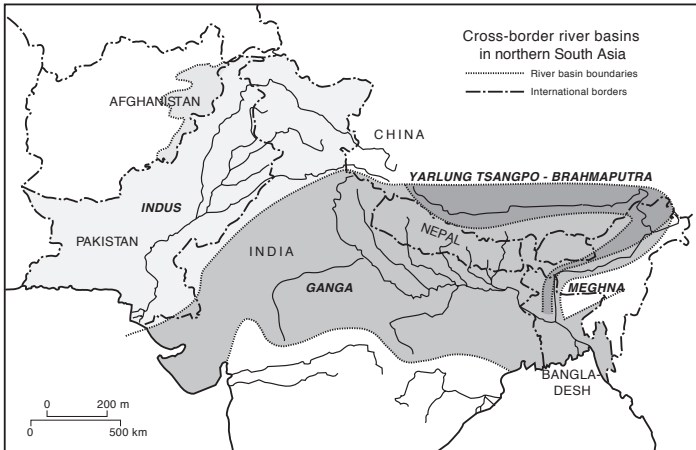 Cross-border river basins
in northern South Asia
River basin boundaries
International borders
AFGHANISTAN
CHINA
YARLUNG TSANGPO - BRAHMAPUTRA
INDUS
NEPAL
PAKISTAN
INDIA
GANGA
MEGHNA
BANGLA-
DESH
0 200 m
0 500 km